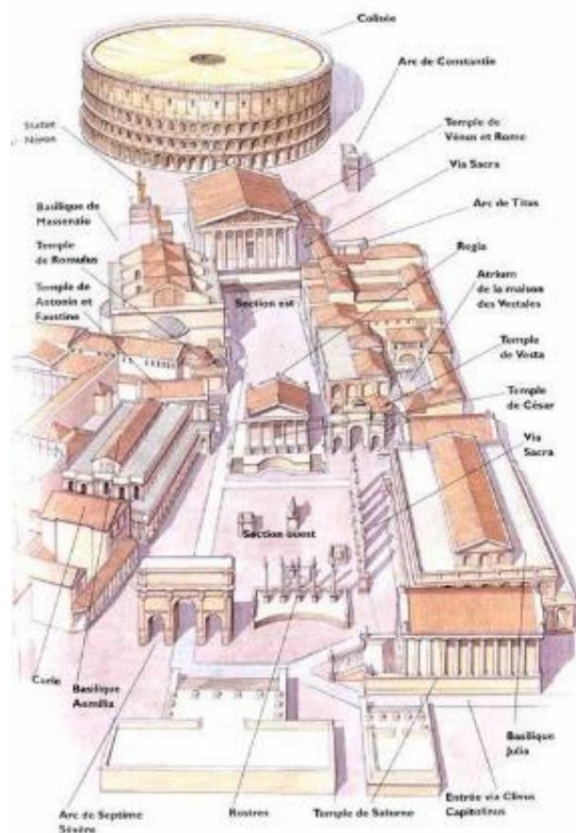 Colisée
Arc de Constantin
Statue
Néron
Temple de
Vénus et Rome
Via Sacra
Basilique de
Massenzio
Arc de Titus
Temple
de Romulus
Regia
Temple de
Antonin et
Faustine
Atrium
de la maison
des Vestales
Section est
Temple
de Vesta
Temple
de César
Via
Sacra
Section ouest
Curie
Basilique
Aemilia
Basilique
Julia
Arc de Septime
Sévère
Rostres
Temple de Saturne
Entrée via Clivus
Capitolinus